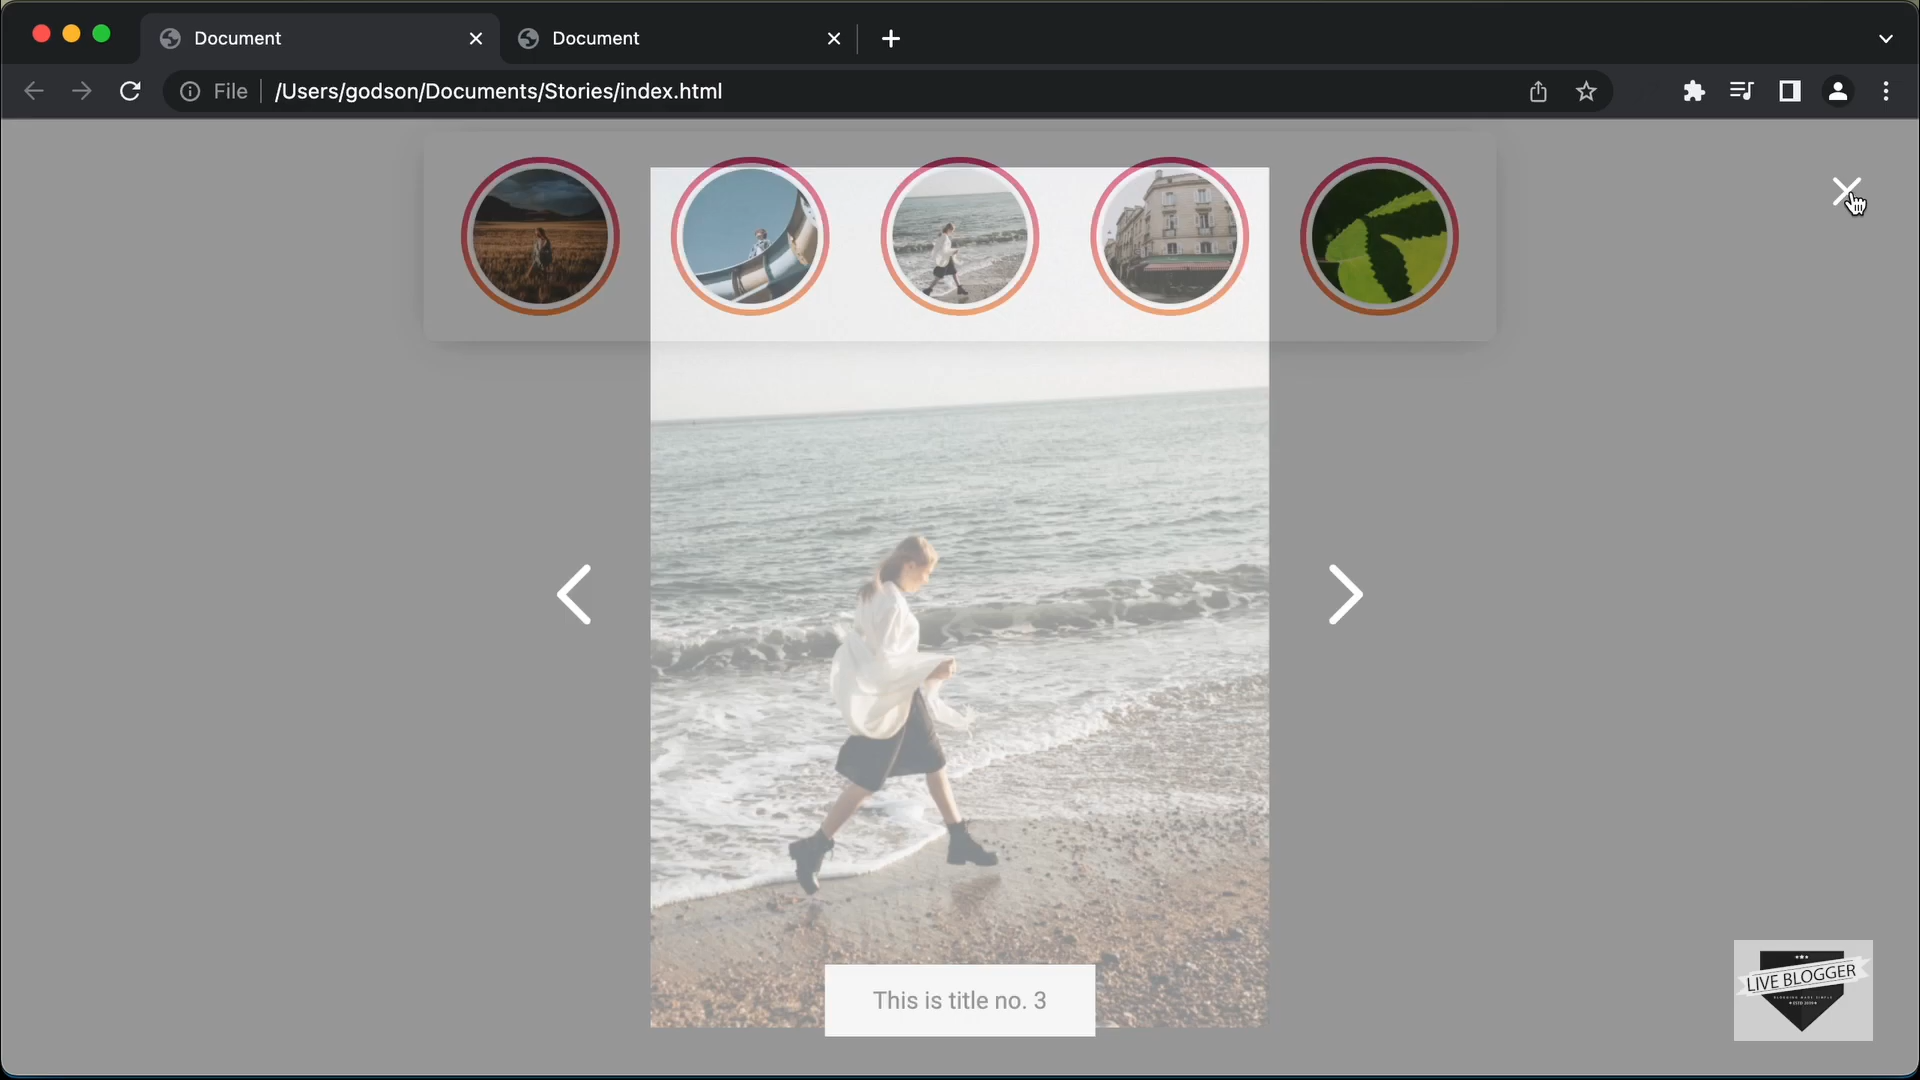 Document
Document
File
/Users/godson/Documents/Stories/index.html
This is title no. 3
LIVE BLOGGER